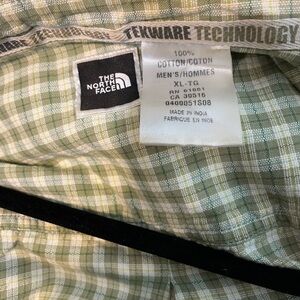 TEKWARE TECHNOLOGY
THE
NORTH
FACE
100%
COTTON/COTON
MEN'S/HOMMES
XL-TG
RN 61661
CA 30516
0400051S08
MADE IN INDIA
FABRIQUE EN INDE